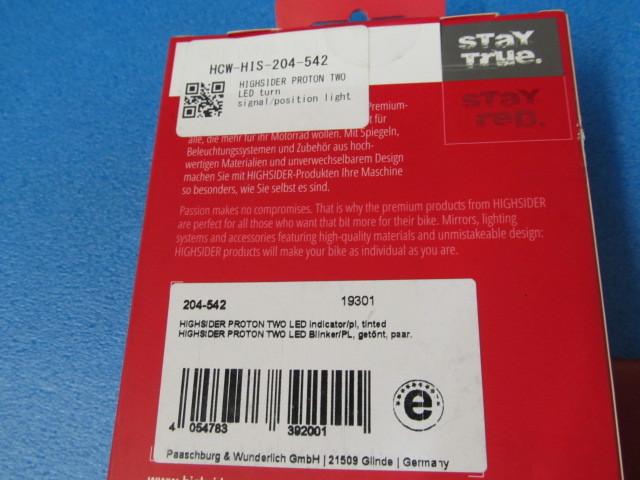 STAY
TRUE.
STAY
RED.
HCW-HIS-204-542
HIGHSIDER PROTON TWO
LED turn
signal/position light
Premium-
t für
alle, die mehr für ihr Motorrad wollen. Mit Spiegeln,
Beleuchtungssystemen und Zubehör aus hoch-
wertigen Materialien und unverwechselbarem Design
machen Sie mit HIGHSIDER-Produkten Ihre Maschine
so besonders, wie Sie selbst es sind.
Passion makes no compromises. That is why the premium products from HIGHSIDER
are perfect for all those who want that bit more for their bike. Mirrors, lighting
systems and accessories featuring high-quality materials and unmistakeable design:
HIGHSIDER products will make your bike as individual as you are.
204-542 19301
HIGHSIDER PROTON TWO LED indicator/pl, tinted
HIGHSIDER PROTON TWO LED Blinker/PL, getönt, paar.
4 054783 392001
e
Paaschburg & Wunderlich GmbH | 21509 Glinde | Germany